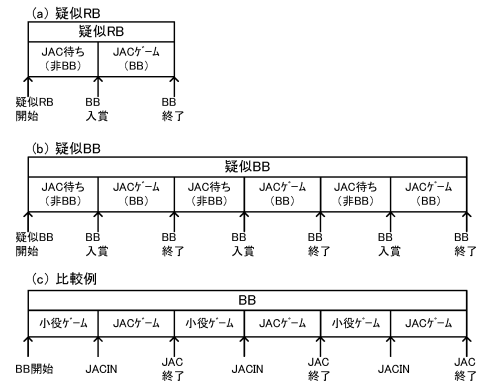 (a) 疑似RB
疑似RB
JAC待ち JACｹﾞｰﾑ
(非BB) (BB)
疑似RB BB BB
開始 入賞 終了
(b) 疑似BB
疑似BB
JAC待ち JACｹﾞｰﾑ JAC待ち JACｹﾞｰﾑ JAC待ち JACｹﾞｰﾑ
(非BB) (BB) (非BB) (BB) (非BB) (BB)
疑似BB BB BB BB BB BB BB
開始 入賞 終了 入賞 終了 入賞 終了
(c) 比較例
BB
小役ゲーム JACｹﾞｰﾑ 小役ゲーム JACｹﾞｰﾑ 小役ゲーム JACｹﾞｰﾑ
BB開始 JACIN JAC JACIN JAC JACIN JAC
終了 終了 終了